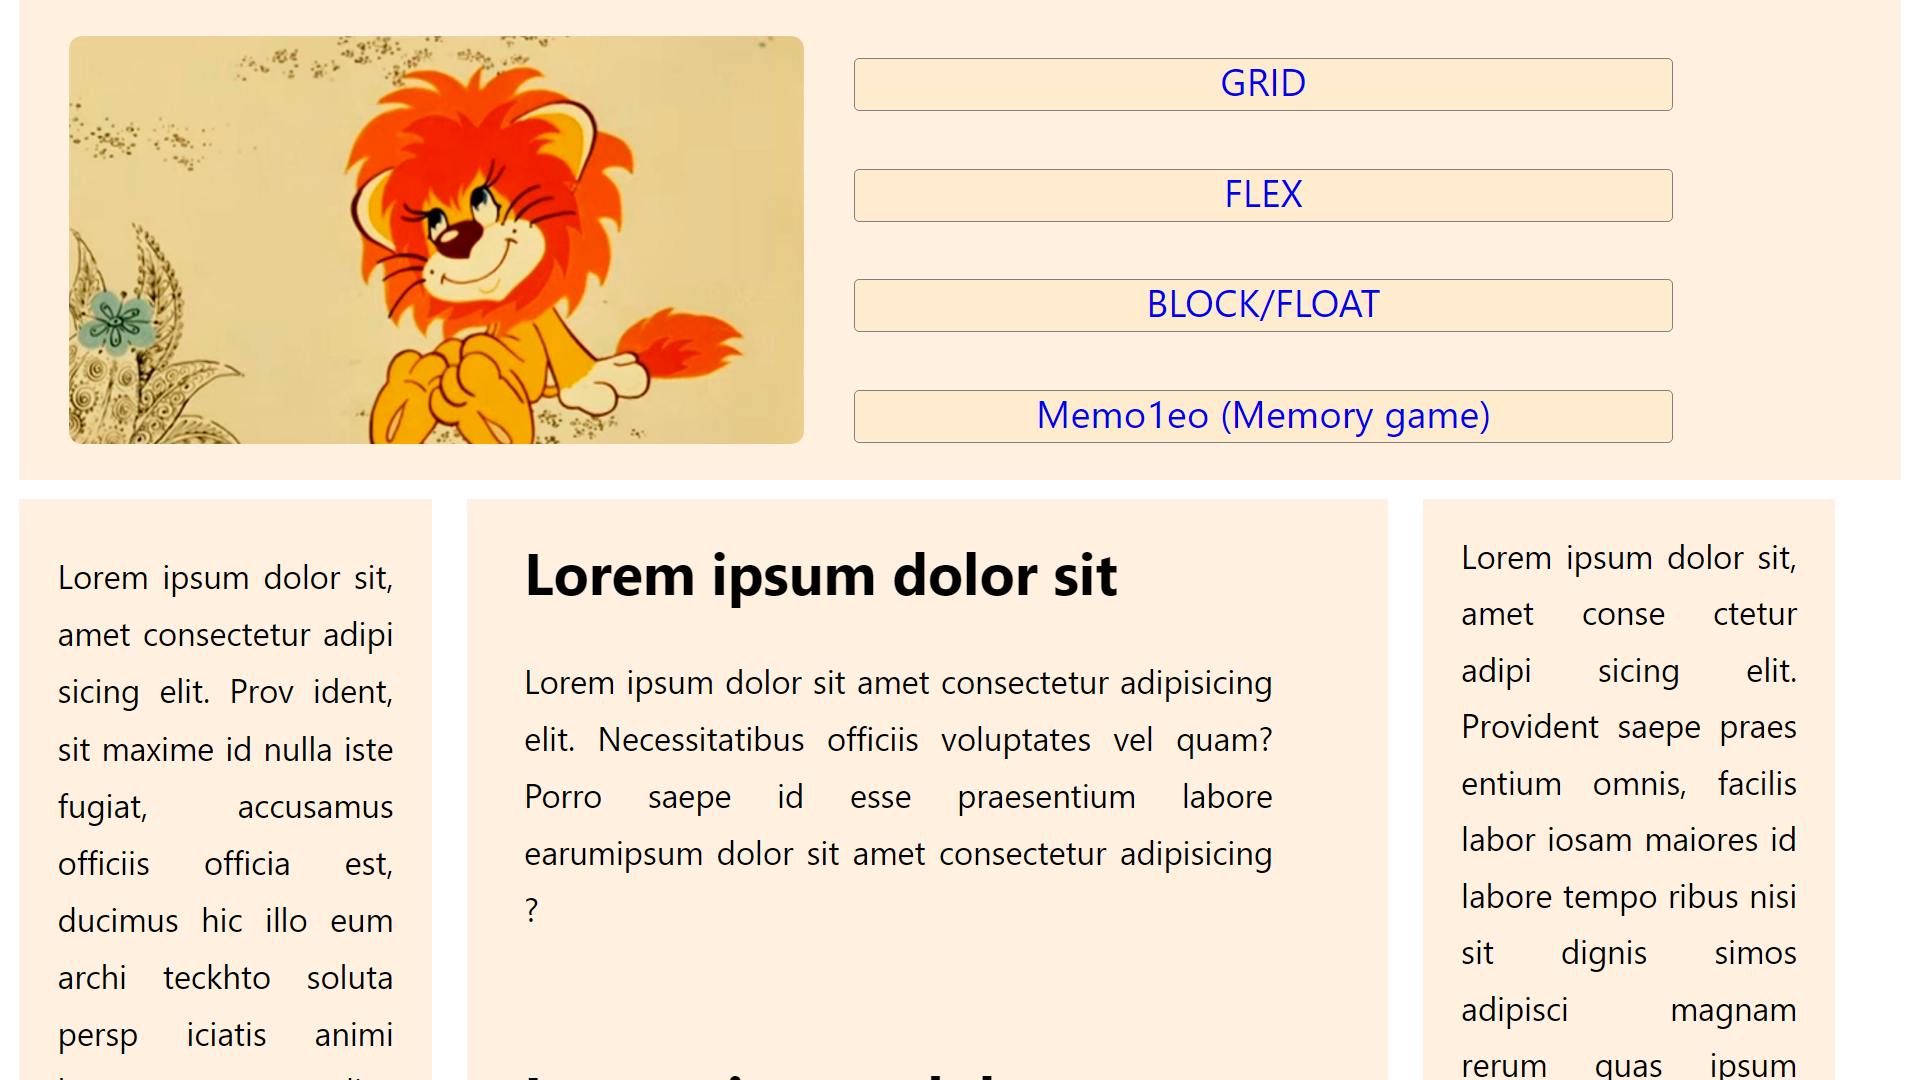 GRID
FLEX
BLOCK/FLOAT
Memo1eo (Memory game)
Lorem ipsum dolor sit,
amet consectetur adipi
sicing elit. Prov ident,
sit maxime id nulla iste
fugiat, accusamus
officiis officia est,
ducimus hic illo eum
archi teckhto soluta
persp iciatis animi
Lorem ipsum dolor sit
Lorem ipsum dolor sit amet consectetur adipisicing
elit. Necessitatibus officiis voluptates vel quam?
Porro saepe id esse praesentium labore
earumipsum dolor sit amet consectetur adipisicing
?
Lorem ipsum dolor sit,
amet conse ctetur
adipi sicing elit.
Provident saepe praes
entium omnis, facilis
labor iosam maiores id
labore tempo ribus nisi
sit dignis simos
adipisci magnam
rerum quas ipsum